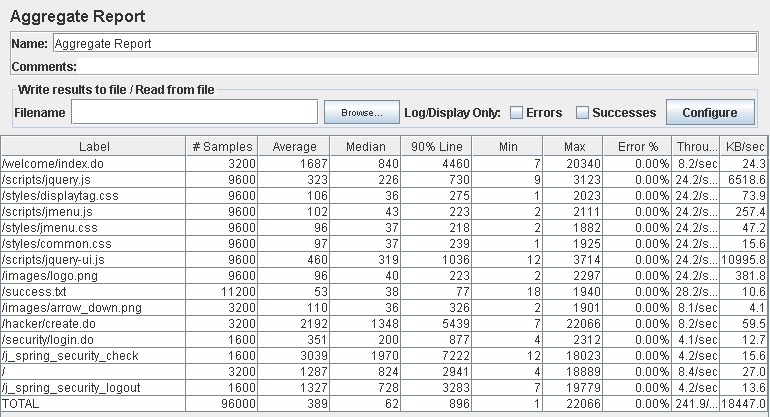 Aggregate Report
Name: Aggregate Report
Comments:
Write results to file / Read from file
Filename Browse... Log/Display Only: Errors Successes Configure
Label # Samples Average Median 90% Line Min Max Error % Throu... KB/sec
/welcome/index.do 3200 1687 840 4460 7 20340 0.00% 8.2/sec 24.3
/scripts/jquery.js 9600 323 226 730 9 3123 0.00% 24.2/s... 6518.6
/styles/displaytag.css 9600 106 36 275 1 2023 0.00% 24.2/s... 73.9
/scripts/jmenu.js 9600 102 43 223 2 2111 0.00% 24.2/s... 257.4
/styles/jmenu.css 9600 96 37 218 2 1882 0.00% 24.2/s... 47.2
/styles/common.css 9600 97 37 239 1 1925 0.00% 24.2/s... 15.6
/scripts/jquery-ui.js 9600 460 319 1036 12 3714 0.00% 24.2/s... 10995.8
/images/logo.png 9600 96 40 223 2 2297 0.00% 24.2/s... 381.8
/success.txt 11200 53 38 77 18 1940 0.00% 28.2/s... 10.6
/images/arrow_down.png 3200 110 36 326 2 1901 0.00% 8.1/sec 4.1
/hacker/create.do 3200 2192 1348 5439 7 22066 0.00% 8.2/sec 59.5
/security/login.do 1600 351 200 877 4 2312 0.00% 4.1/sec 12.7
/j_spring_security_check 1600 3039 1970 7222 12 18023 0.00% 4.2/sec 15.6
/ 3200 1287 824 2941 4 18889 0.00% 8.4/sec 27.0
/j_spring_security_logout 1600 1327 728 3283 7 19779 0.00% 4.2/sec 13.6
TOTAL 96000 389 62 896 1 22066 0.00% 241.9/... 18447.0